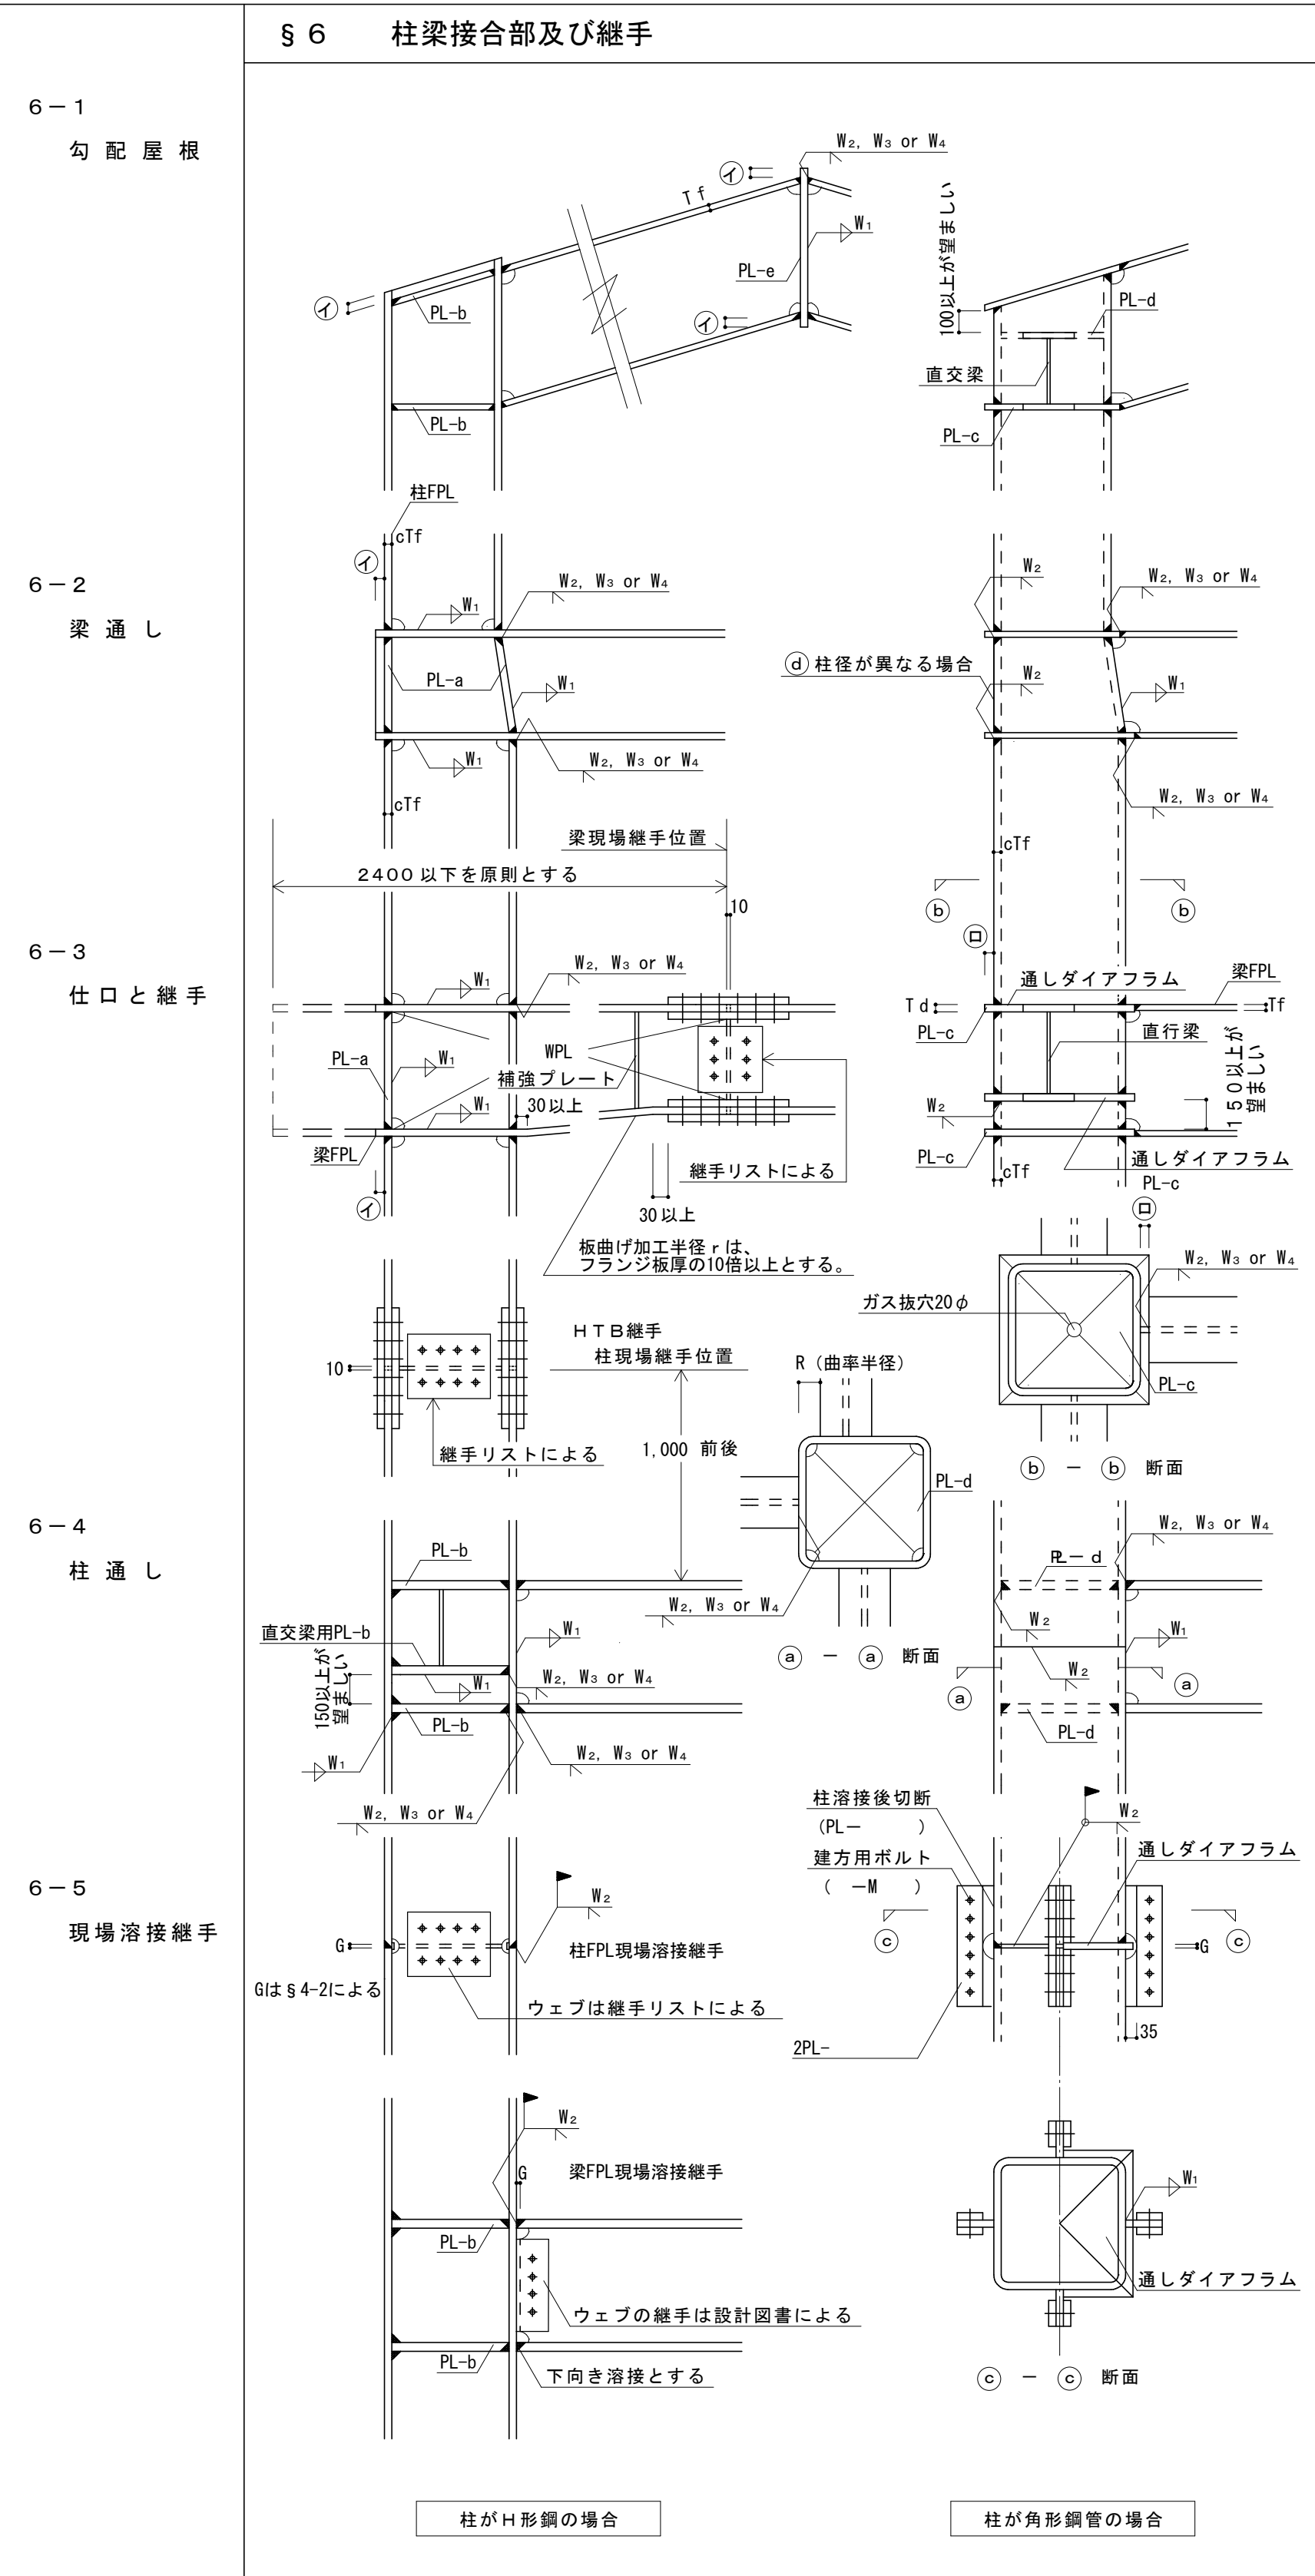 §６　柱梁接合部及び継手
６－１
勾配屋根
W₂, W₃ or W₄
イ
Tf
W₁
PL-e
イ
PL-b
イ
PL-b
100以上が望ましい
PL-d
直交梁
PL-c
柱FPL
cTf
６－２
梁通し
イ
W₁
W₂, W₃ or W₄
PL-a
W₁
W₁
W₂, W₃ or W₄
cTf
W₂
W₂, W₃ or W₄
ⓓ 柱径が異なる場合
W₂
W₁
W₂, W₃ or W₄
cTf
梁現場継手位置
2400以下を原則とする
10
ⓑ
ⓑ
６－３
仕口と継手
W₁
W₂, W₃ or W₄
WPL
PL-a
W₁
補強プレート
W₁
30以上
梁FPL
イ
継手リストによる
30以上
板曲げ加工半径ｒは、
フランジ板厚の10倍以上とする。
ロ
通しダイアフラム
梁FPL
Td
Tf
PL-c
直行梁
150以上が
望ましい
W₂
PL-c
通しダイアフラム
cTf
PL-c
ロ
W₂, W₃ or W₄
ガス抜穴20φ
PL-c
ⓑ － ⓑ 断面
10
継手リストによる
HTB継手
柱現場継手位置
1,000 前後
R（曲率半径）
PL-d
W₂, W₃ or W₄
ⓐ － ⓐ 断面
６－４
柱通し
PL-b
直交梁用PL-b
W₁
150以上が
望ましい
W₁
W₂, W₃ or W₄
PL-b
W₁
W₂, W₃ or W₄
W₂, W₃ or W₄
W₂, W₃ or W₄
PL－d
W₂
W₁
W₂
ⓐ
ⓐ
PL-d
６－５
現場溶接継手
W₂
G
柱FPL現場溶接継手
Gは§4-2による
ウェブは継手リストによる
柱溶接後切断
(PL－　　)
建方用ボルト
(　－M　)
W₂
通しダイアフラム
ⓒ
ⓒ
G
2PL-
35
W₂
G
梁FPL現場溶接継手
PL-b
ウェブの継手は設計図書による
PL-b
下向き溶接とする
W₁
通しダイアフラム
ⓒ － ⓒ 断面
柱がＨ形鋼の場合
柱が角形鋼管の場合